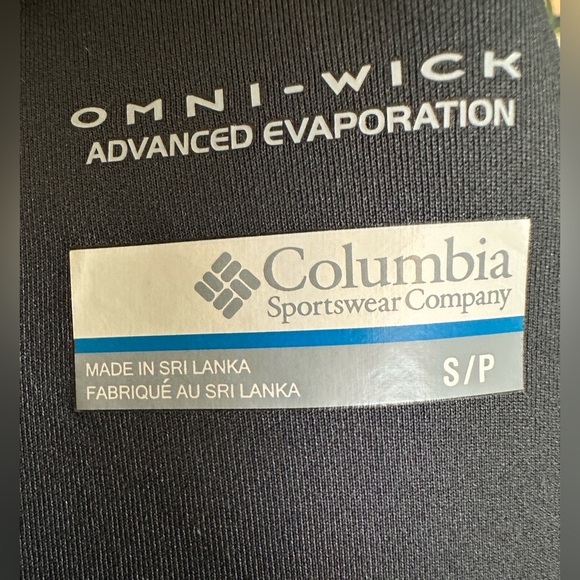 OMNI-WICK
ADVANCED EVAPORATION
Columbia
Sportswear Company
MADE IN SRI LANKA
FABRIQUÉ AU SRI LANKA
S/P